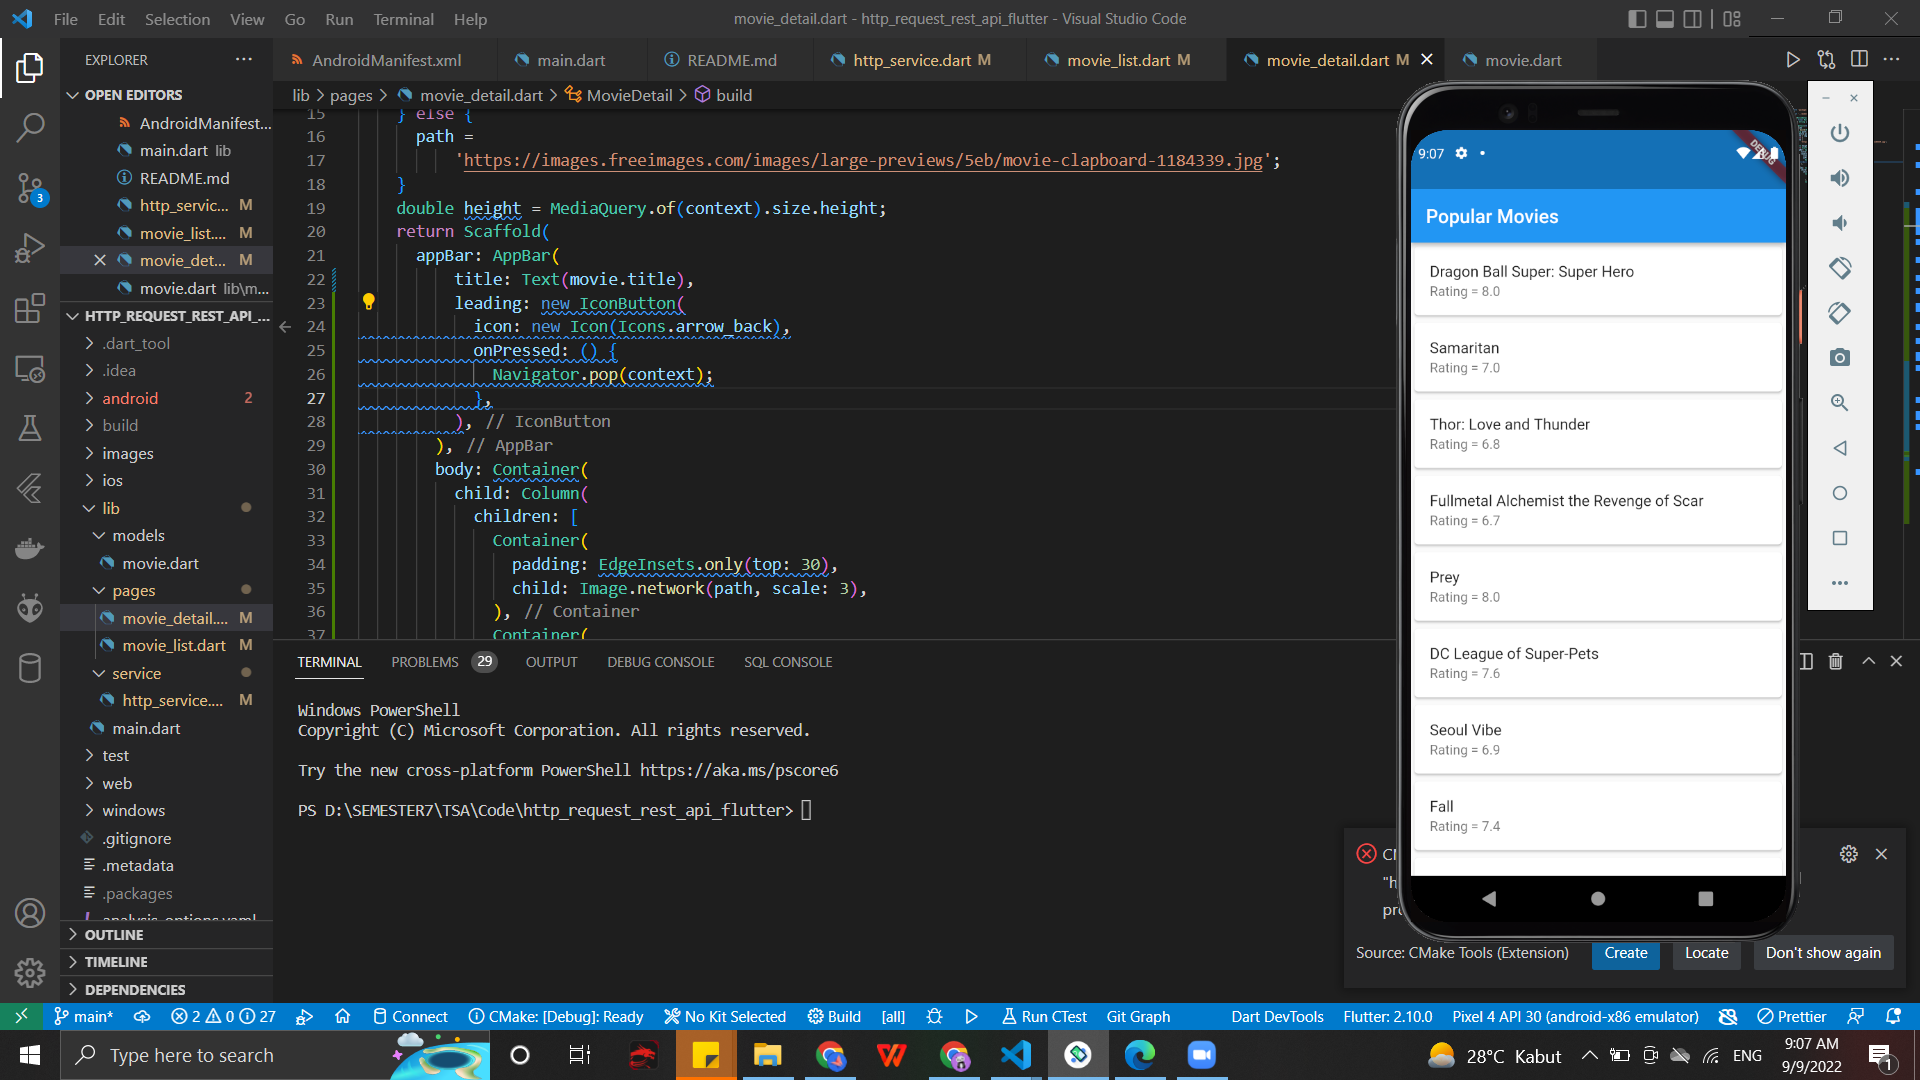 File Edit Selection View Go Run Terminal Help
movie_detail.dart - http_request_rest_api_flutter - Visual Studio Code
EXPLORER
AndroidManifest.xml
main.dart
README.md
http_service.dart M
movie_list.dart M
movie_detail.dart M
movie.dart
OPEN EDITORS
AndroidManifest...
main.dart lib
README.md
http_servic... M
movie_list.... M
movie_det... M
movie.dart lib\m...
HTTP_REQUEST_REST_API_...
.dart_tool
.idea
android 2
build
images
ios
lib
models
movie.dart
pages
movie_detail.... M
movie_list.dart M
service
http_service.... M
main.dart
test
web
windows
.gitignore
.metadata
.packages
analysis_options.yaml
OUTLINE
TIMELINE
DEPENDENCIES
3
lib > pages > movie_detail.dart > MovieDetail > build
15 } else {
16 path =
17 'https://images.freeimages.com/images/large-previews/5eb/movie-clapboard-1184339.jpg';
18 }
19 double height = MediaQuery.of(context).size.height;
20 return Scaffold(
21 appBar: AppBar(
22 title: Text(movie.title),
23 leading: new IconButton(
24 icon: new Icon(Icons.arrow_back),
25 onPressed: () {
26 Navigator.pop(context);
27 },
28 ), // IconButton
29 ), // AppBar
30 body: Container(
31 child: Column(
32 children: [
33 Container(
34 padding: EdgeInsets.only(top: 30),
35 child: Image.network(path, scale: 3),
36 ), // Container
37 Container(
TERMINAL PROBLEMS 29 OUTPUT DEBUG CONSOLE SQL CONSOLE
Windows PowerShell
Copyright (C) Microsoft Corporation. All rights reserved.
Try the new cross-platform PowerShell https://aka.ms/pscore6
PS D:\SEMESTER7\TSA\Code\http_request_rest_api_flutter>
9:07
DEBUG
Popular Movies
Dragon Ball Super: Super Hero
Rating = 8.0
Samaritan
Rating = 7.0
Thor: Love and Thunder
Rating = 6.8
Fullmetal Alchemist the Revenge of Scar
Rating = 6.7
Prey
Rating = 8.0
DC League of Super-Pets
Rating = 7.6
Seoul Vibe
Rating = 6.9
Fall
Rating = 7.4
Source: CMake Tools (Extension)
Create
Locate
Don't show again
main* 2 0 27 Connect CMake: [Debug]: Ready No Kit Selected Build [all] Run CTest Git Graph Dart DevTools Flutter: 2.10.0 Pixel 4 API 30 (android-x86 emulator) Prettier
Type here to search
28°C Kabut
ENG
9:07 AM
9/9/2022
1